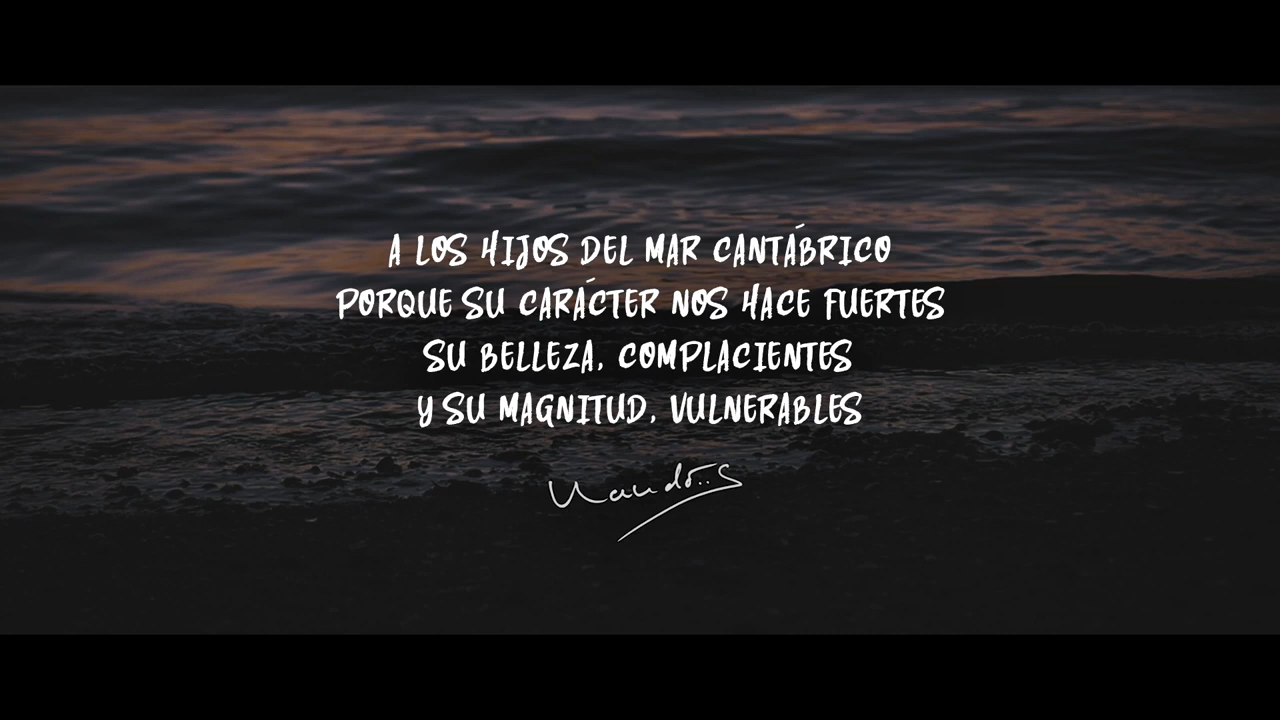 A LOS HIJOS DEL MAR CANTÁBRICO
PORQUE SU CARÁCTER NOS HACE FUERTES
SU BELLEZA, COMPLACIENTES
Y SU MAGNITUD, VULNERABLES